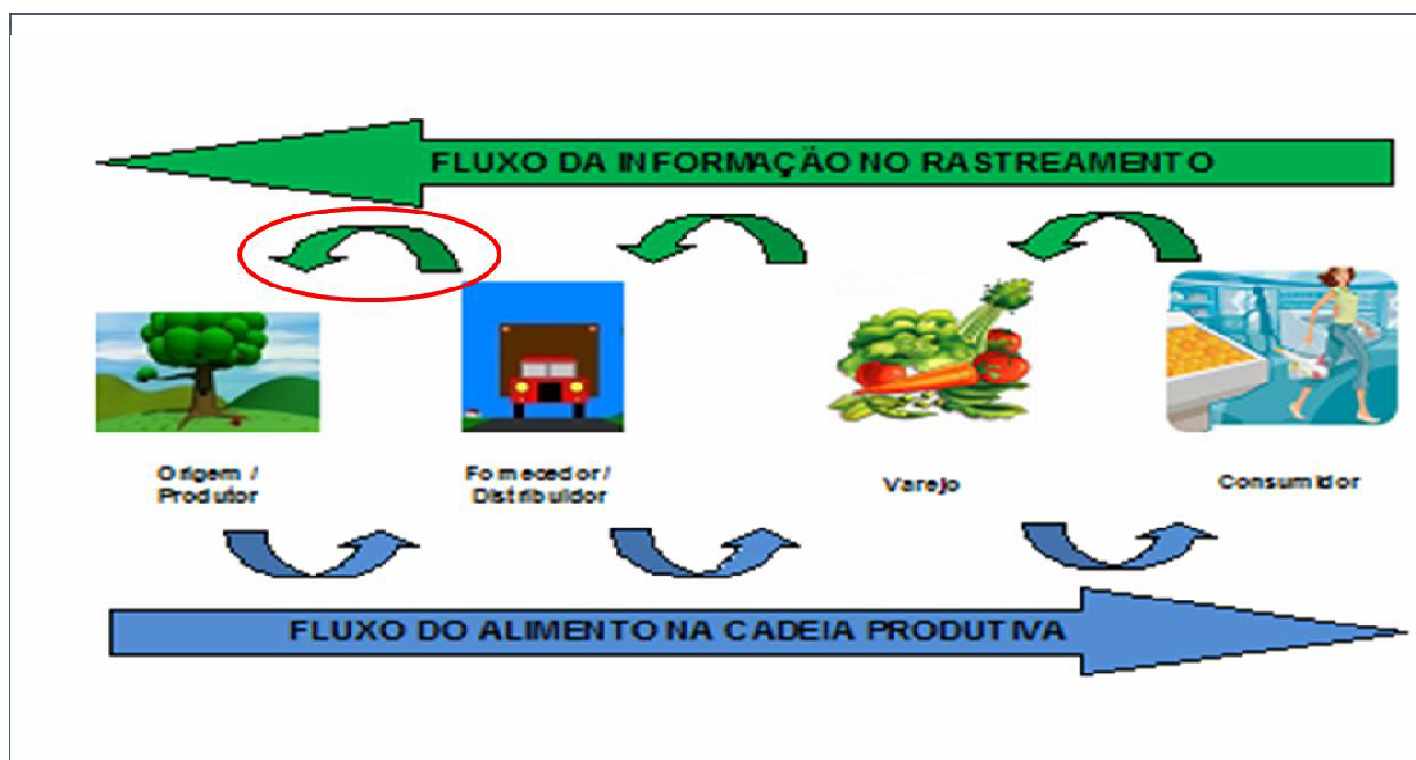 FLUXO DA INFORMAÇÃO NO RASTREAMENTO
Origem /
Produtor
Fornecedor/
Distribuidor
Varejo
Consumidor
FLUXO DO ALIMENTO NA CADEIA PRODUTIVA